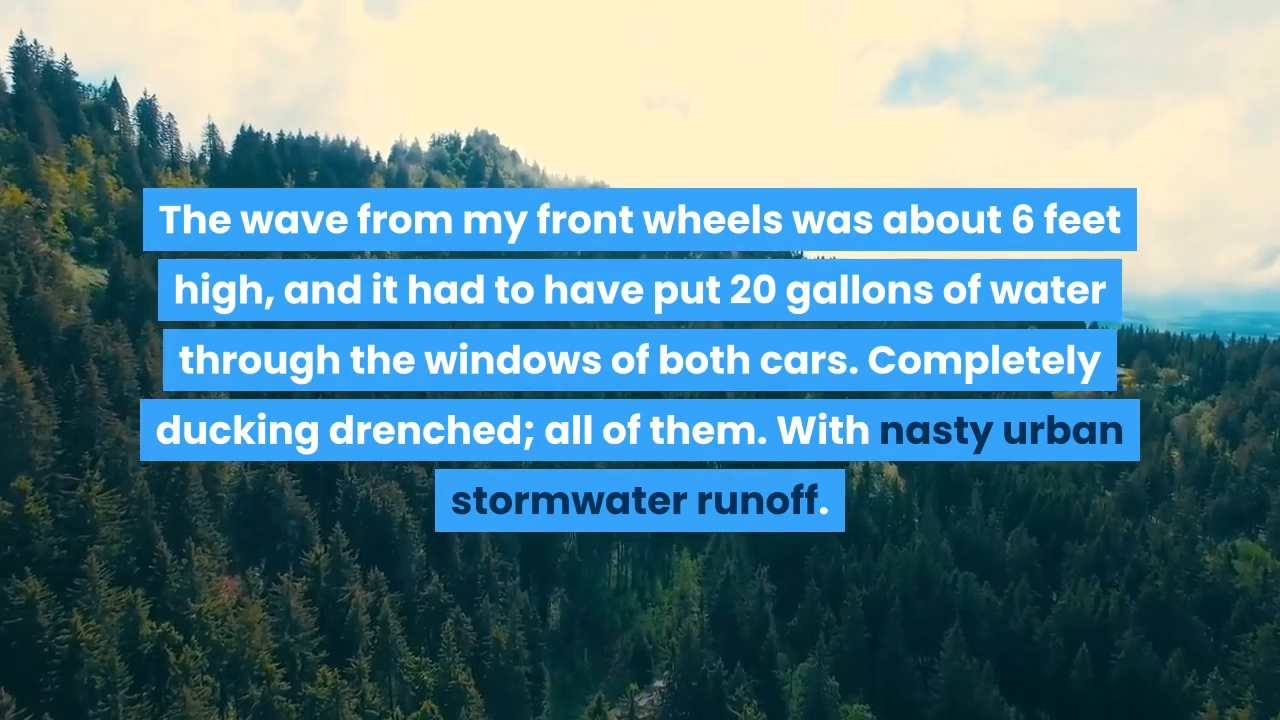 The wave from my front wheels was about 6 feet
high, and it had to have put 20 gallons of water
through the windows of both cars. Completely
ducking drenched; all of them. With nasty urban
stormwater runoff.